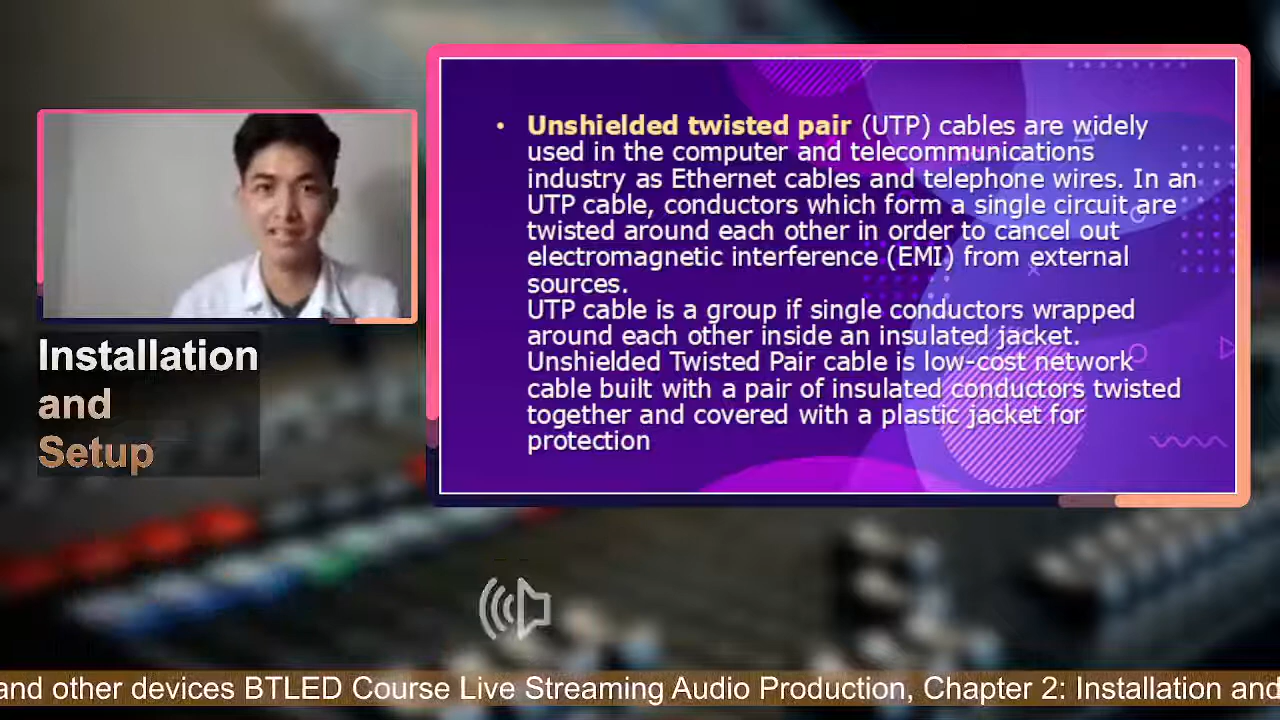 Unshielded twisted pair (UTP) cables are widely
used in the computer and telecommunications
industry as Ethernet cables and telephone wires. In an
UTP cable, conductors which form a single circuit are
twisted around each other in order to cancel out
electromagnetic interference (EMI) from external
sources.
UTP cable is a group if single conductors wrapped
around each other inside an insulated jacket.
Unshielded Twisted Pair cable is low-cost network
cable built with a pair of insulated conductors twisted
together and covered with a plastic jacket for
protection
Installation
and
Setup
and other devices BTLED Course Live Streaming Audio Production, Chapter 2: Installation and